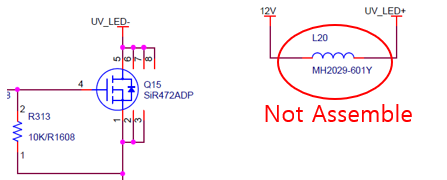 UV_LED-
5 6 7 8
4
Q15
SiR472ADP
2
R313
10K/R1608
1
1 2 3
12V
UV_LED+
L20
MH2029-601Y
Not Assemble